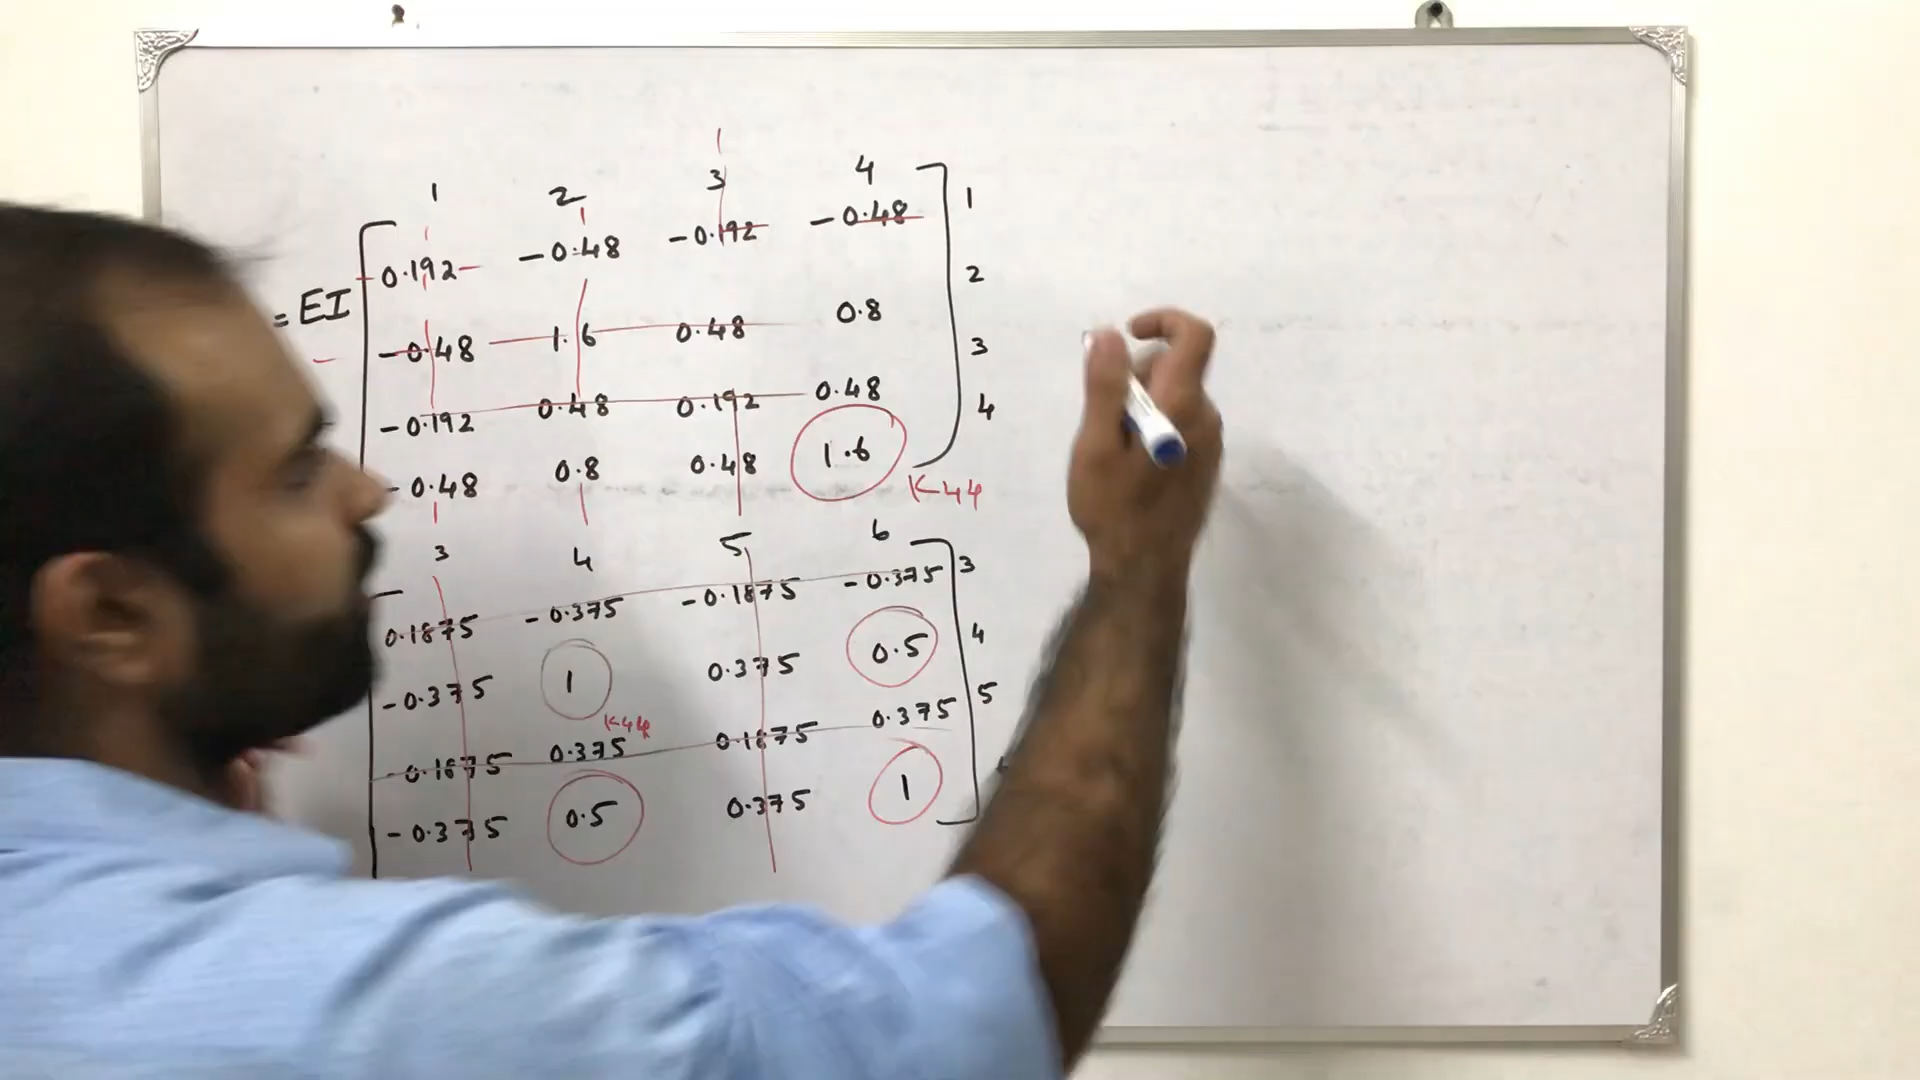 1 2 3 4
= EI 0.192 -0.48 -0.192 -0.48 1
-0.48 1.6 0.48 0.8 2
-0.192 0.48 0.192 0.48 3
-0.48 0.8 0.48 1.6 4
K44
3 4 5 6
0.1875 -0.375 -0.1875 -0.375 3
-0.375 1 0.375 0.5 4
K44
-0.1875 0.375 0.1875 0.375 5
-0.375 0.5 0.375 1